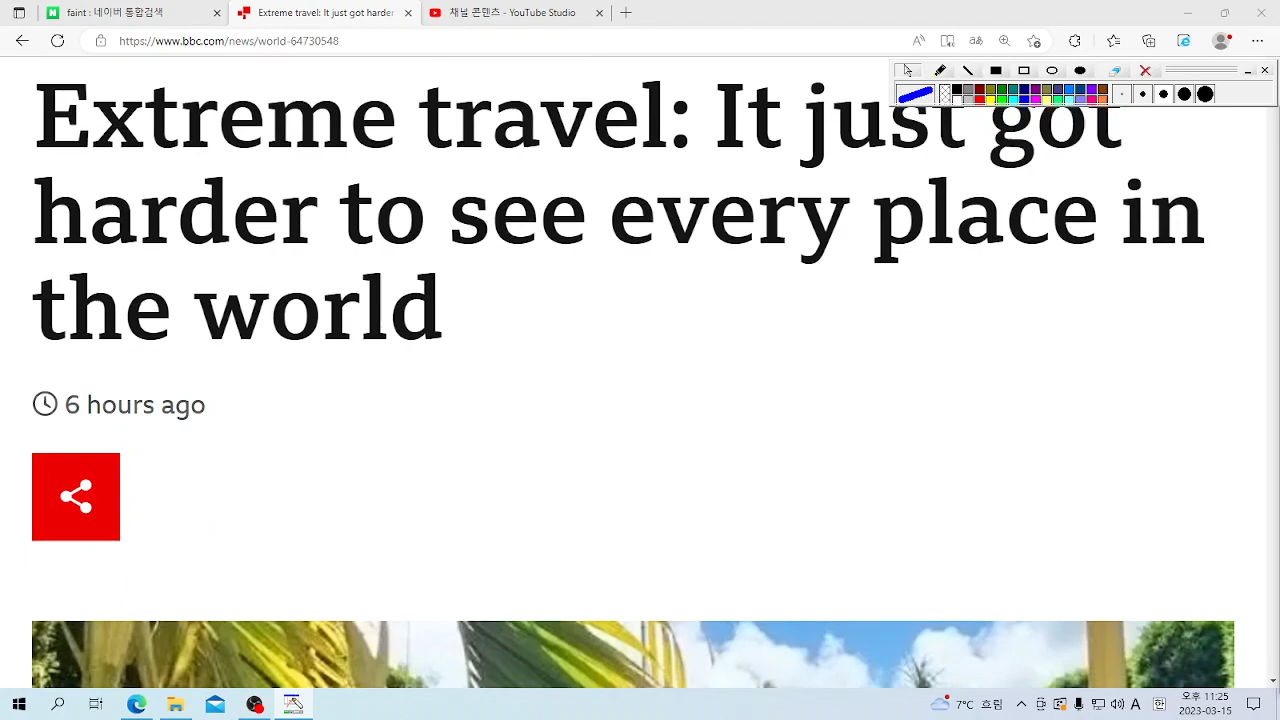 faint : 네이버 통합검색
Extreme travel: It just got harder
채널 콘텐츠 - YouTube Studio
https://www.bbc.com/news/world-64730548
Extreme travel: It just got
harder to see every place in
the world
6 hours ago
7°C 흐림
A
오후 11:25
2023-03-15